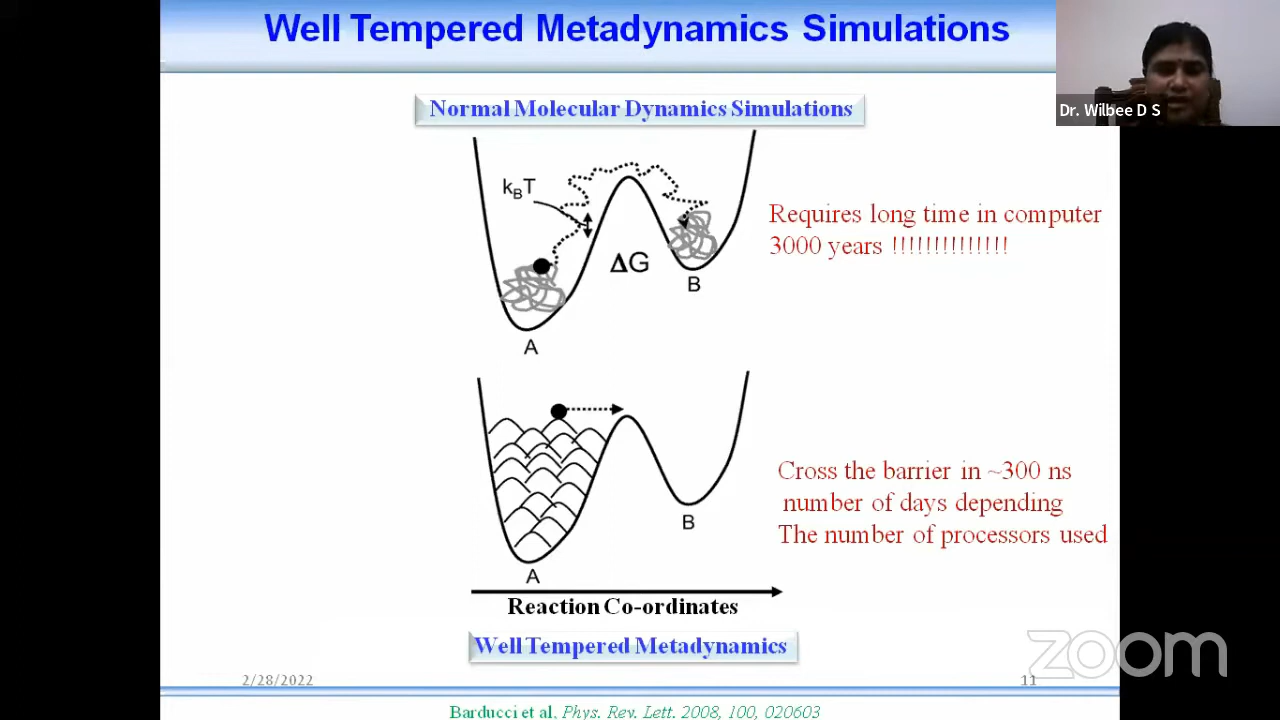 Well Tempered Metadynamics Simulations
Dr. Wilbee D S
Normal Molecular Dynamics Simulations
kBT
ΔG
B
A
Requires long time in computer
3000 years !!!!!!!!!!!!!!
Cross the barrier in ~300 ns
number of days depending
The number of processors used
B
A
Reaction Co-ordinates
Well Tempered Metadynamics
zoom
2/28/2022
11
Barducci et al, Phys. Rev. Lett. 2008, 100, 020603